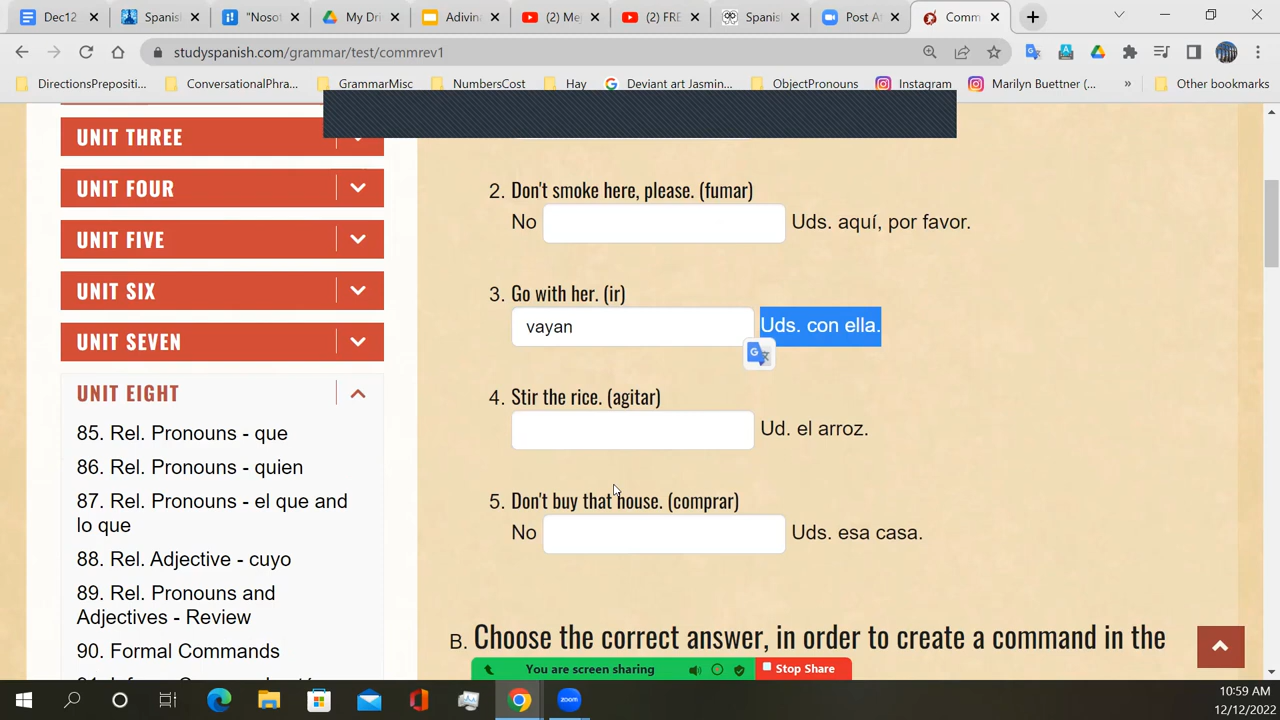 Dec12
Spanish
"Nosot
My Dri
Adivina
(2) Me
(2) FRE
Spanis
Post A
Comm
studyspanish.com/grammar/test/commrev1
DirectionsPrepositi...
ConversationalPhra...
GrammarMisc
NumbersCost
Hay
Deviant art Jasmin...
ObjectPronouns
Instagram
Marilyn Buettner (...
»
Other bookmarks
UNIT THREE
UNIT FOUR
UNIT FIVE
UNIT SIX
UNIT SEVEN
UNIT EIGHT
85. Rel. Pronouns - que
86. Rel. Pronouns - quien
87. Rel. Pronouns - el que and
lo que
88. Rel. Adjective - cuyo
89. Rel. Pronouns and
Adjectives - Review
90. Formal Commands
2. Don't smoke here, please. (fumar)
No Uds. aquí, por favor.
3. Go with her. (ir)
vayan Uds. con ella.
4. Stir the rice. (agitar)
Ud. el arroz.
5. Don't buy that house. (comprar)
No Uds. esa casa.
B. Choose the correct answer, in order to create a command in the
You are screen sharing
Stop Share
zoom
10:59 AM
12/12/2022